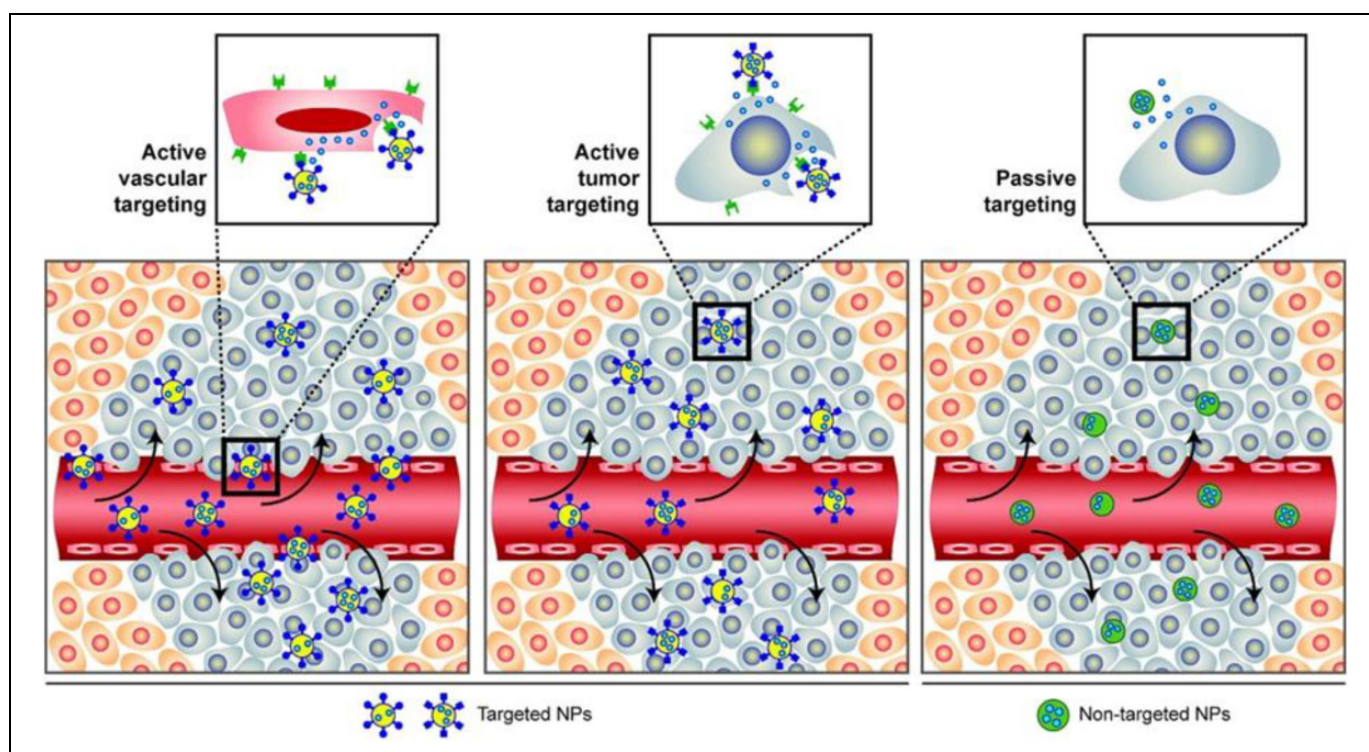 Active
vascular
targeting
Active
tumor
targeting
Passive
targeting
Targeted NPs
Non-targeted NPs